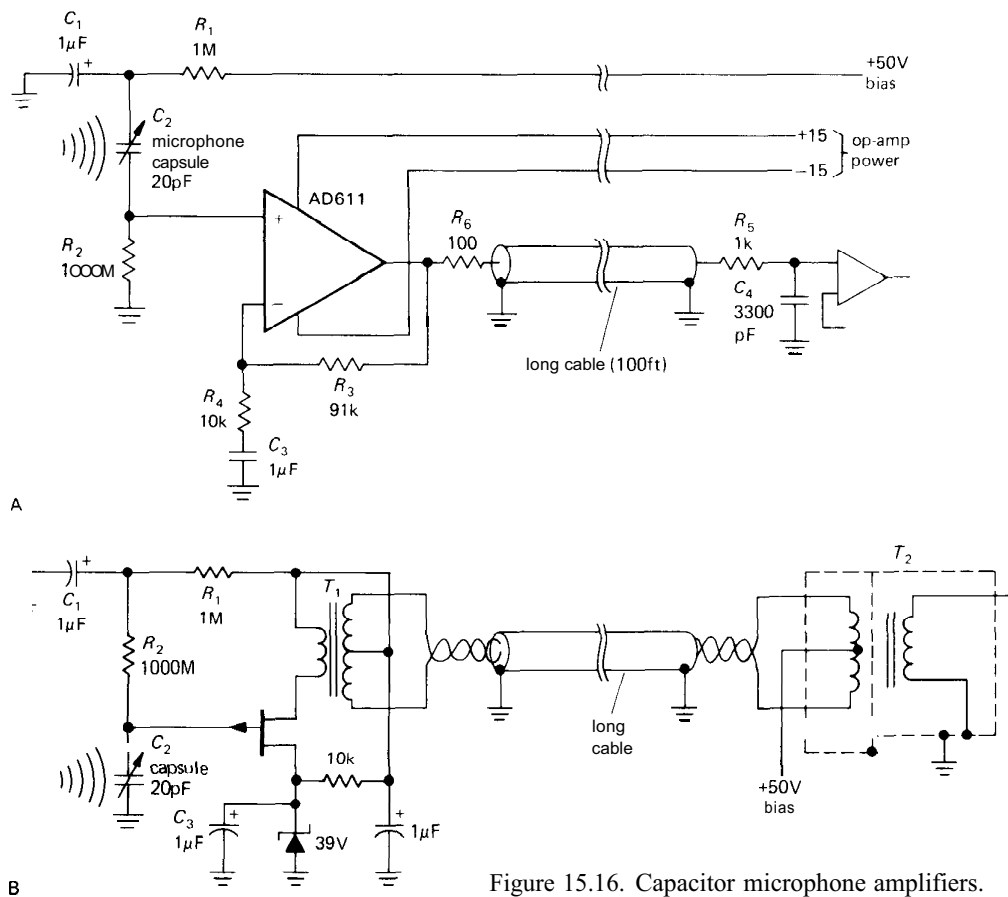 C1
1μF
+
R1
1M
+50V
bias
C2
microphone
capsule
20pF
+15
-15
op-amp
power
AD611
+
−
R2
1000M
R6
100
R5
1k
C4
3300
pF
long cable (100ft)
R3
91k
R4
10k
C3
1μF
A
C1
1μF
+
R1
1M
T1
T2
R2
1000M
C2
capsule
20pF
10k
C3
1μF
+
39V
+
1μF
long
cable
+50V
bias
B
Figure 15.16. Capacitor microphone amplifiers.